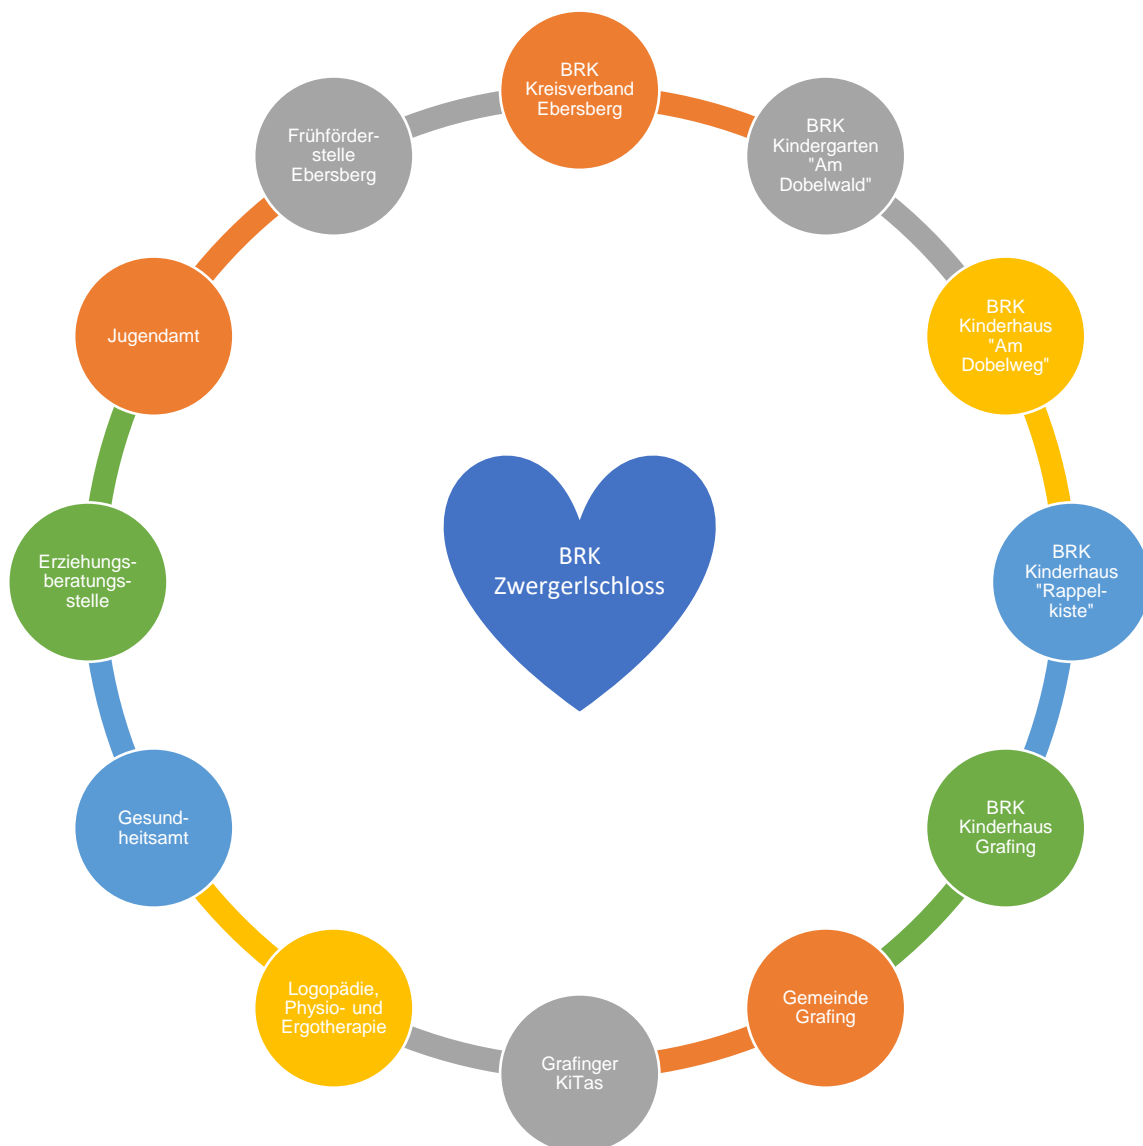 BRK
Kreisverband
Ebersberg
BRK
Kindergarten
"Am
Dobelwald"
BRK
Kinderhaus
"Am
Dobelweg"
BRK
Kinderhaus
"Rappel-
kiste"
BRK
Kinderhaus
Grafing
Gemeinde
Grafing
Grafinger
KiTas
Logopädie,
Physio- und
Ergotherapie
Gesund-
heitsamt
Erziehungs-
beratungs-
stelle
Jugendamt
Frühförder-
stelle
Ebersberg
BRK
Zwergerlschloss